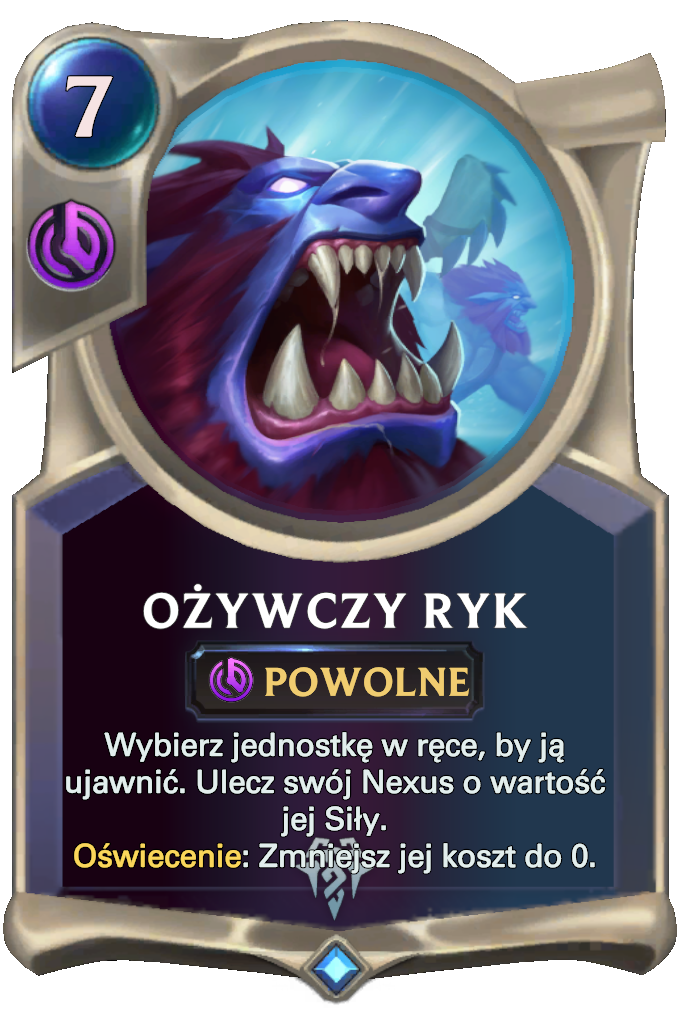 7
OŻYWCZY RYK
POWOLNE
Wybierz jednostkę w ręce, by ją
ujawnić. Ulecz swój Nexus o wartość
jej Siły.
Oświecenie: Zmniejsz jej koszt do 0.